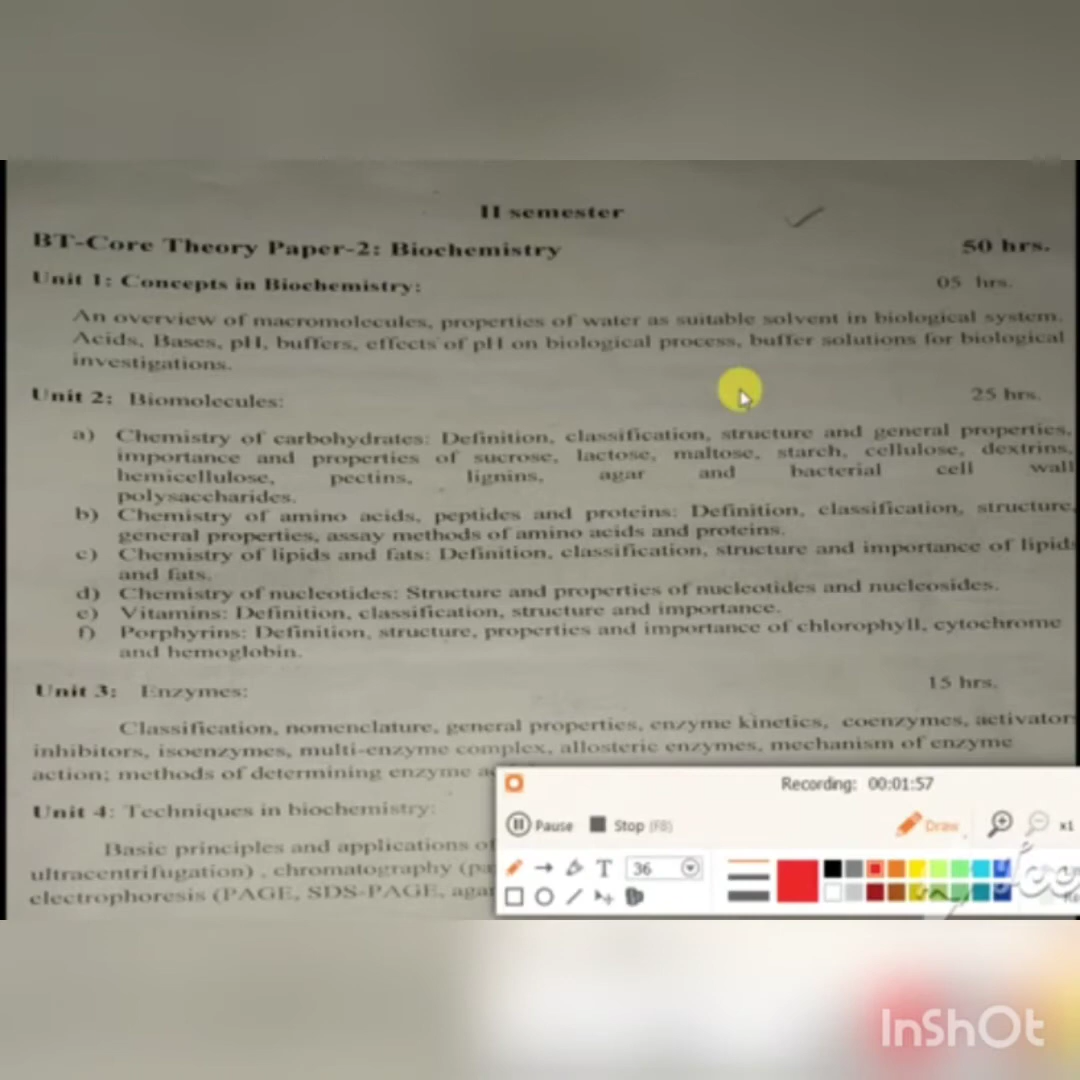 II semester
BT-Core Theory Paper-2: Biochemistry 50 hrs.
Unit 1: Concepts in Biochemistry: 05 hrs.
An overview of macromolecules, properties of water as suitable solvent in biological system.
Acids, Bases, pH, buffers, effects of pH on biological process, buffer solutions for biological
investigations.
Unit 2: Biomolecules: 25 hrs.
a) Chemistry of carbohydrates: Definition, classification, structure and general properties,
importance and properties of sucrose, lactose, maltose, starch, cellulose, dextrins,
hemicellulose, pectins, lignins, agar and bacterial cell wall
polysaccharides.
b) Chemistry of amino acids, peptides and proteins: Definition, classification, structure,
general properties, assay methods of amino acids and proteins.
c) Chemistry of lipids and fats: Definition, classification, structure and importance of lipids
and fats.
d) Chemistry of nucleotides: Structure and properties of nucleotides and nucleosides.
e) Vitamins: Definition, classification, structure and importance.
f) Porphyrins: Definition, structure, properties and importance of chlorophyll, cytochrome
and hemoglobin.
Unit 3: Enzymes: 15 hrs.
Classification, nomenclature, general properties, enzyme kinetics, coenzymes, activator
inhibitors, isoenzymes, multi-enzyme complex, allosteric enzymes, mechanism of enzyme
action; methods of determining enzyme
Unit 4: Techniques in biochemistry:
Basic principles and applications of
ultracentrifugation) , chromatography (pa
electrophoresis (PAGE, SDS-PAGE, agar
Recording: 00:01:57
Pause Stop (F8) Draw x1
T 36
InShOt